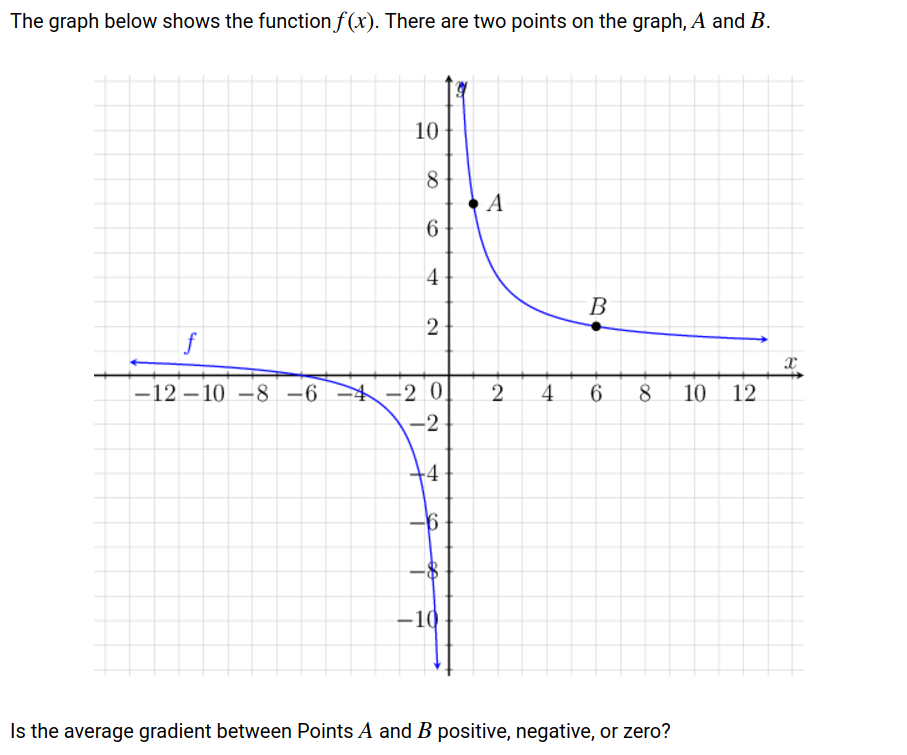 The graph below shows the function f(x). There are two points on the graph, A and B.
y
10
8
A
6
4
B
2
f
x
−12 −10 −8 −6 −4 −2 0 2 4 6 8 10 12
−2
−4
−6
−8
−10
Is the average gradient between Points A and B positive, negative, or zero?